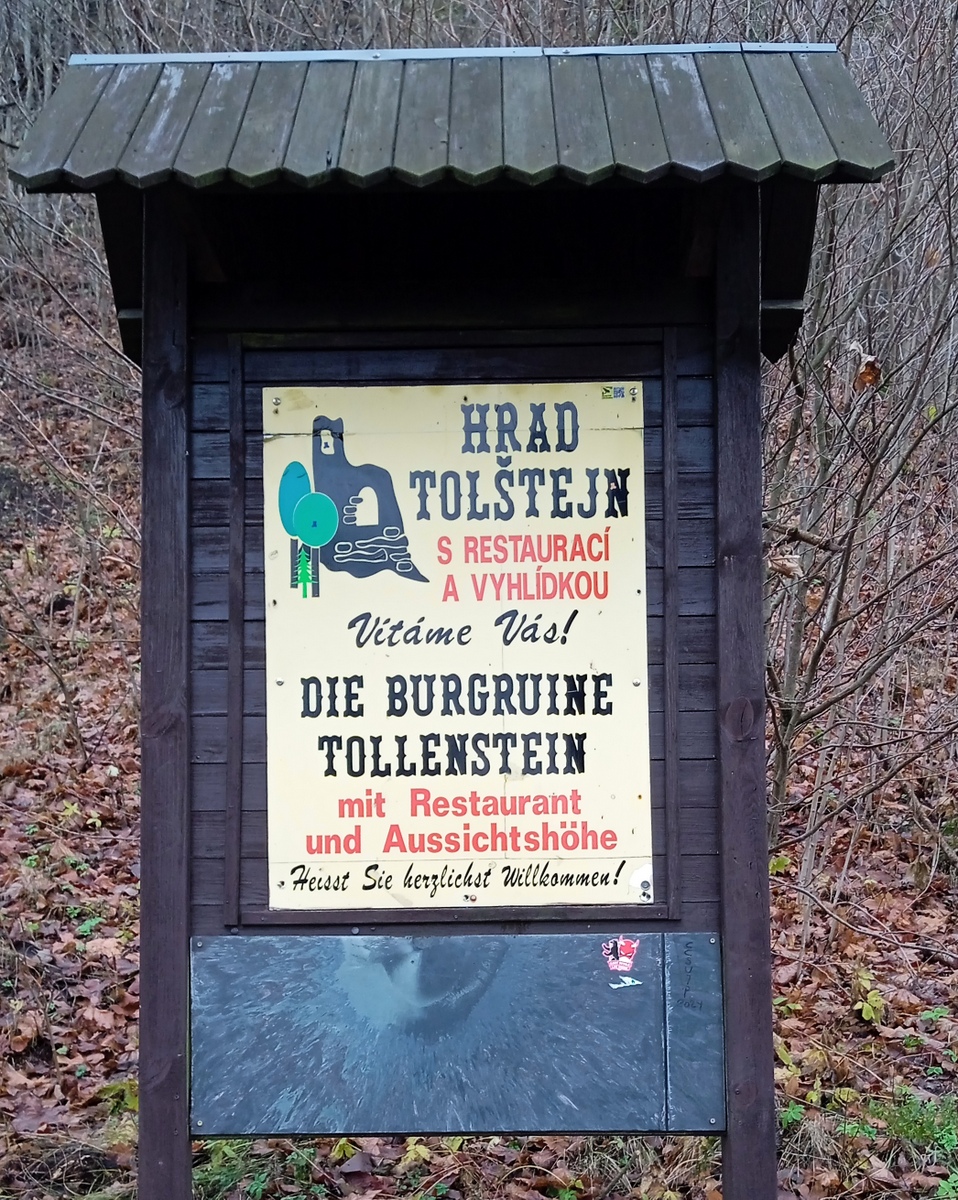 HRAD
TOLŠTEJN
S RESTAURACÍ
A VYHLÍDKOU
Vítáme Vás!
DIE BURGRUINE
TOLLENSTEIN
mit Restaurant
und Aussichtshöhe
Heisst Sie herzlichst Willkommen!